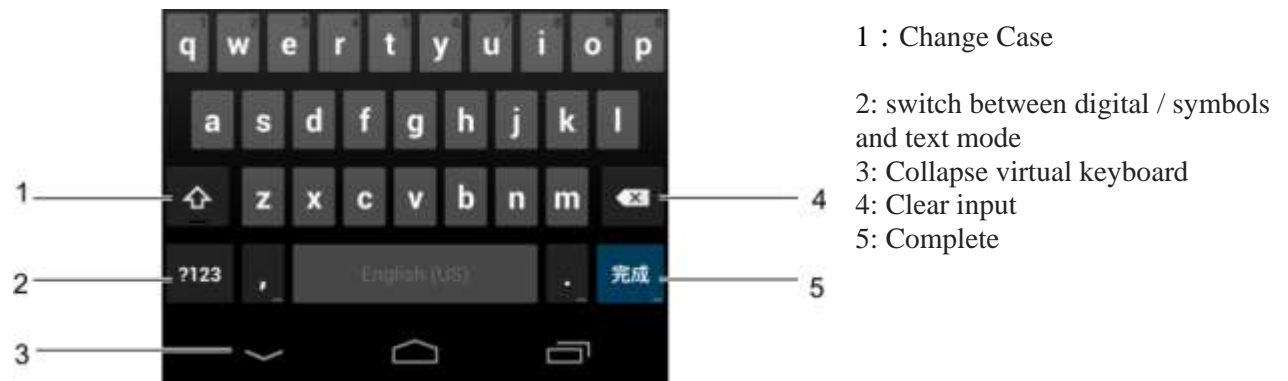 q w e r t y u i o p
a s d f g h j k l
1 z x c v b n m 4
2 ?123 , English (US) . 完成 5
3
1：Change Case
2: switch between digital / symbols
and text mode
3: Collapse virtual keyboard
4: Clear input
5: Complete